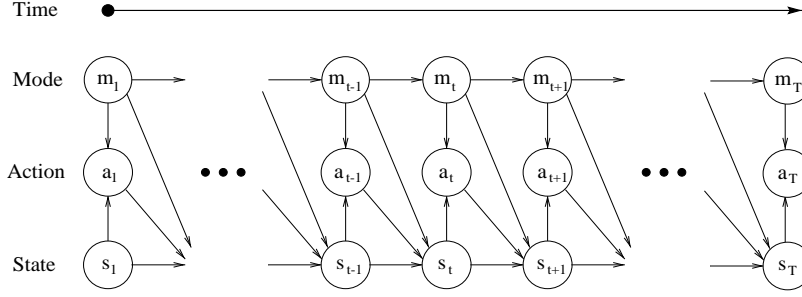 Time
Mode m1 mt-1 mt mt+1 mT
Action a1 at-1 at at+1 aT
State s1 st-1 st st+1 sT